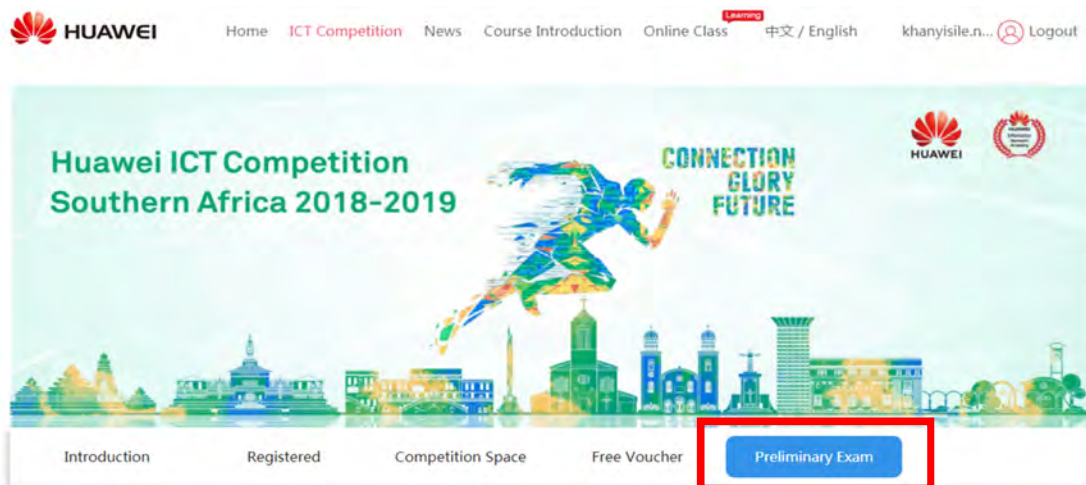 HUAWEI
Home ICT Competition News Course Introduction Online Class Learning 中文 / English khanyisile.n... Logout
Huawei ICT Competition
Southern Africa 2018-2019
CONNECTION
GLORY
FUTURE
HUAWEI
Introduction Registered Competition Space Free Voucher Preliminary Exam